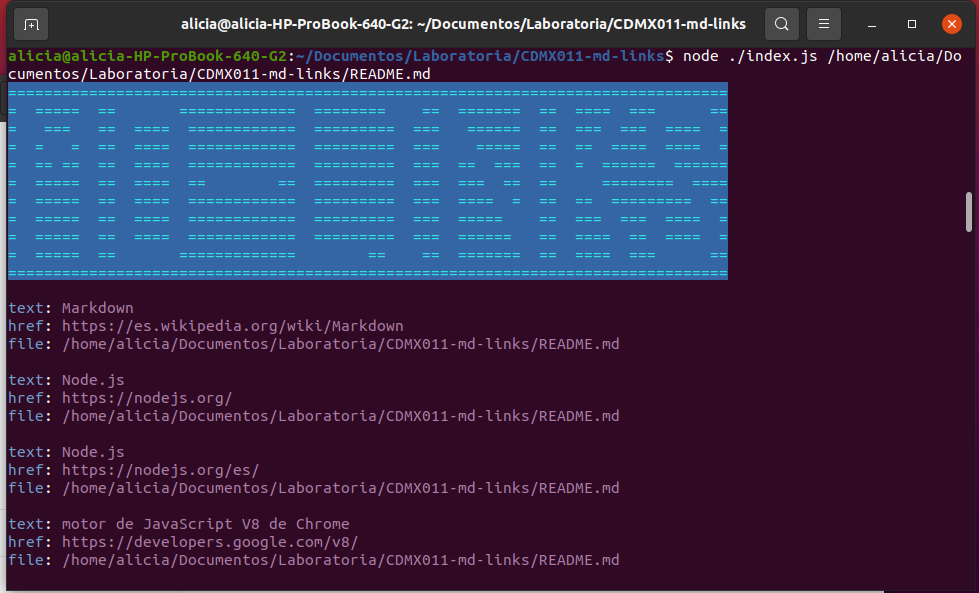 alicia@alicia-HP-ProBook-640-G2: ~/Documentos/Laboratoria/CDMX011-md-links
alicia@alicia-HP-ProBook-640-G2:~/Documentos/Laboratoria/CDMX011-md-links$ node ./index.js /home/alicia/Do
cumentos/Laboratoria/CDMX011-md-links/README.md
MD-LINKS
text: Markdown
href: https://es.wikipedia.org/wiki/Markdown
file: /home/alicia/Documentos/Laboratoria/CDMX011-md-links/README.md
text: Node.js
href: https://nodejs.org/
file: /home/alicia/Documentos/Laboratoria/CDMX011-md-links/README.md
text: Node.js
href: https://nodejs.org/es/
file: /home/alicia/Documentos/Laboratoria/CDMX011-md-links/README.md
text: motor de JavaScript V8 de Chrome
href: https://developers.google.com/v8/
file: /home/alicia/Documentos/Laboratoria/CDMX011-md-links/README.md